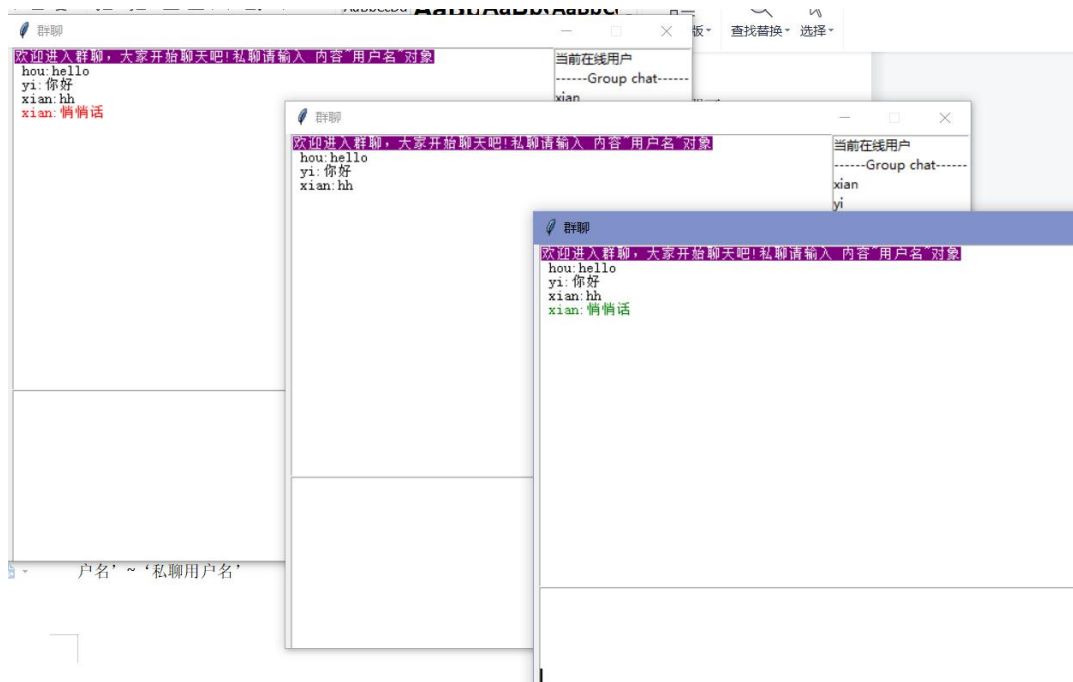 AaBbCcDd AaBb AaBb( AaBbC(
版 查找替换 选择
群聊
欢迎进入群聊，大家开始聊天吧!私聊请输入 内容~用户名~对象
hou:hello
yi:你好
xian:hh
xian:悄悄话
当前在线用户
------Group chat------
xian
群聊
欢迎进入群聊，大家开始聊天吧!私聊请输入 内容~用户名~对象
hou:hello
yi:你好
xian:hh
当前在线用户
------Group chat------
xian
yi
群聊
欢迎进入群聊，大家开始聊天吧!私聊请输入 内容~用户名~对象
hou:hello
yi:你好
xian:hh
xian:悄悄话
户名’~‘私聊用户名’